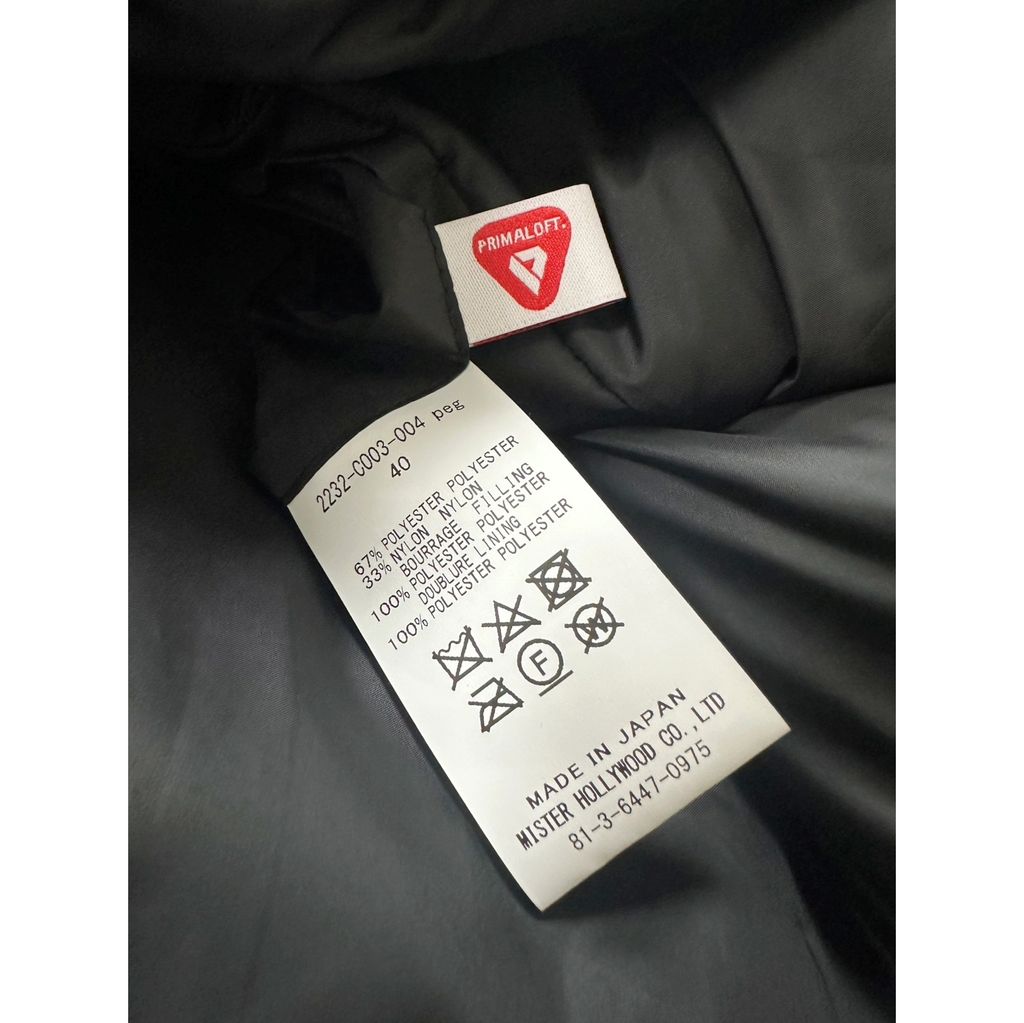 PRIMALOFT®
2232-C003-004 peg
40
67% POLYESTER POLYESTER
33% NYLON NYLON
BOURRAGE FILLING
100% POLYESTER POLYESTER
DOUBLURE LINING
100% POLYESTER POLYESTER
F
W
MADE IN JAPAN
MISTER HOLLYWOOD CO.,LTD
81-3-6447-0975